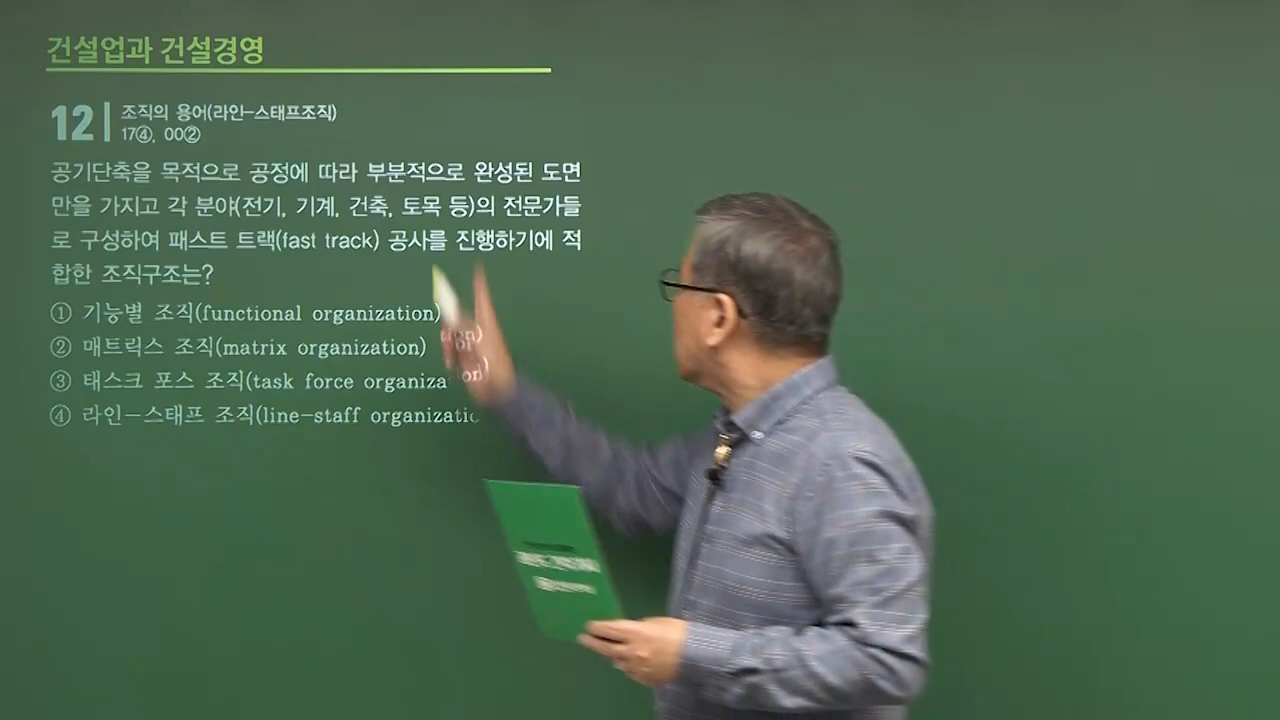 건설업과 건설경영
12
조직의 용어(라인-스태프조직)
17④, 00②
공기단축을 목적으로 공정에 따라 부분적으로 완성된 도면
만을 가지고 각 분야(전기, 기계, 건축, 토목 등)의 전문가들
로 구성하여 패스트 트랙(fast track) 공사를 진행하기에 적
합한 조직구조는?
① 기능별 조직(functional organization)
② 매트릭스 조직(matrix organization)
③ 태스크 포스 조직(task force organiza
④ 라인-스태프 조직(line-staff organizatio